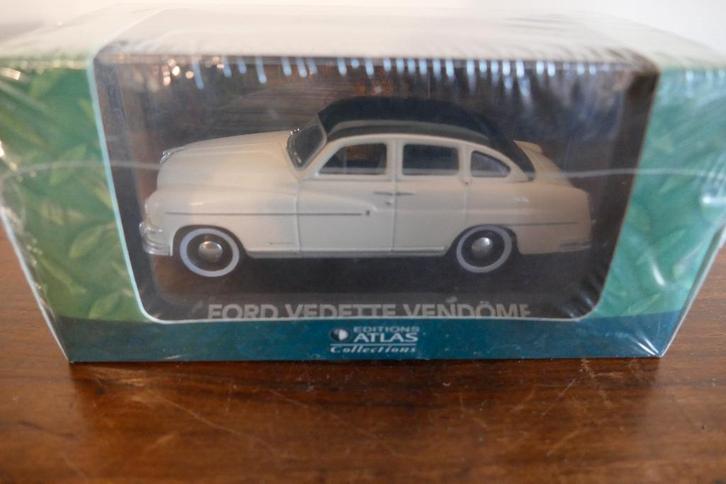 FORD VEDETTE VENDÔME
EDITIONS
ATLAS
Collections